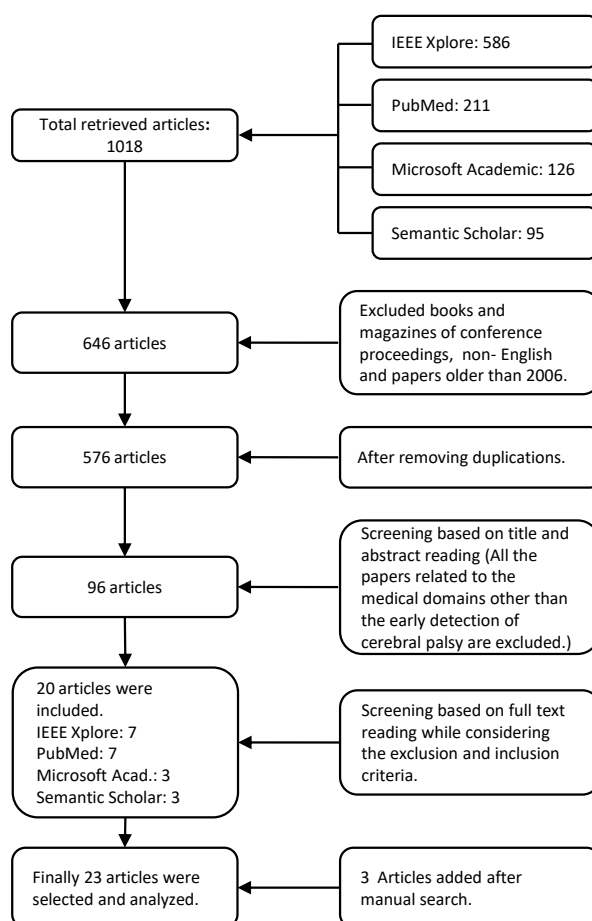 IEEE Xplore: 586
PubMed: 211
Total retrieved articles:
1018
Microsoft Academic: 126
Semantic Scholar: 95
646 articles
Excluded books and
magazines of conference
proceedings, non- English
and papers older than 2006.
576 articles
After removing duplications.
96 articles
Screening based on title and
abstract reading (All the
papers related to the
medical domains other than
the early detection of
cerebral palsy are excluded.)
20 articles were
included.
IEEE Xplore: 7
PubMed: 7
Microsoft Acad.: 3
Semantic Scholar: 3
Screening based on full text
reading while considering
the exclusion and inclusion
criteria.
Finally 23 articles were
selected and analyzed.
3 Articles added after
manual search.